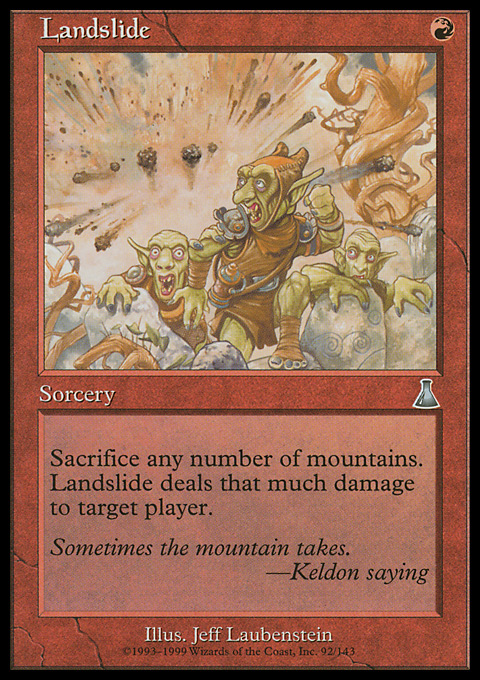 Landslide
Sorcery
Sacrifice any number of mountains.
Landslide deals that much damage
to target player.
Sometimes the mountain takes.
—Keldon saying
Illus. Jeff Laubenstein
©1993–1999 Wizards of the Coast, Inc. 92/143